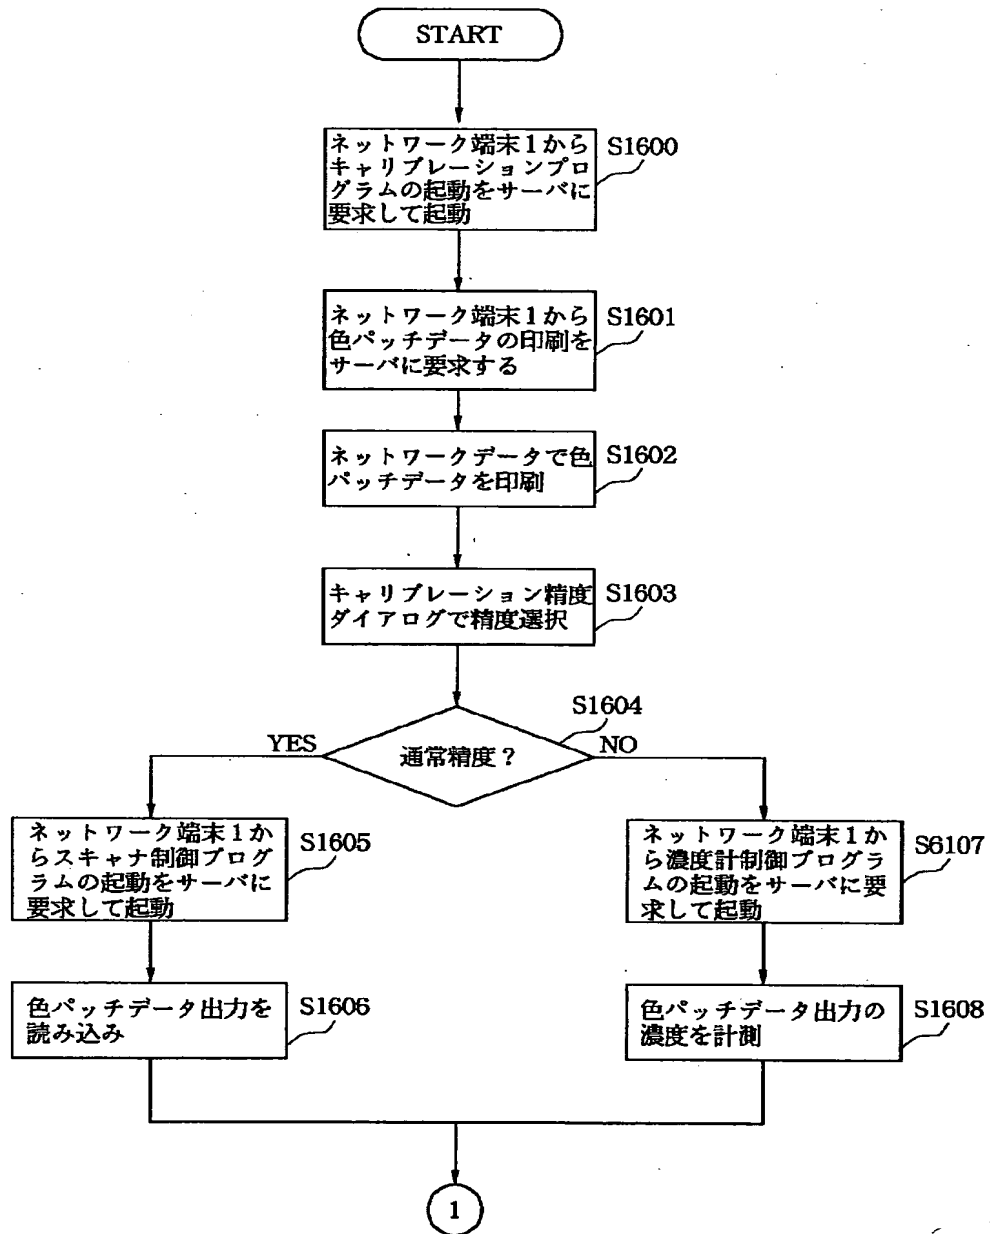 START
ネットワーク端末1から
キャリブレーションプロ
グラムの起動をサーバに
要求して起動
S1600
ネットワーク端末1から
色パッチデータの印刷を
サーバに要求する
S1601
ネットワークデータで色
パッチデータを印刷
S1602
キャリブレーション精度
ダイアログで精度選択
S1603
S1604
通常精度?
YES
NO
ネットワーク端末1か
らスキャナ制御プログ
ラムの起動をサーバに
要求して起動
S1605
ネットワーク端末1か
ら濃度計制御プログラ
ムの起動をサーバに要
求して起動
S6107
色パッチデータ出力を
読み込み
S1606
色パッチデータ出力の
濃度を計測
S1608
1